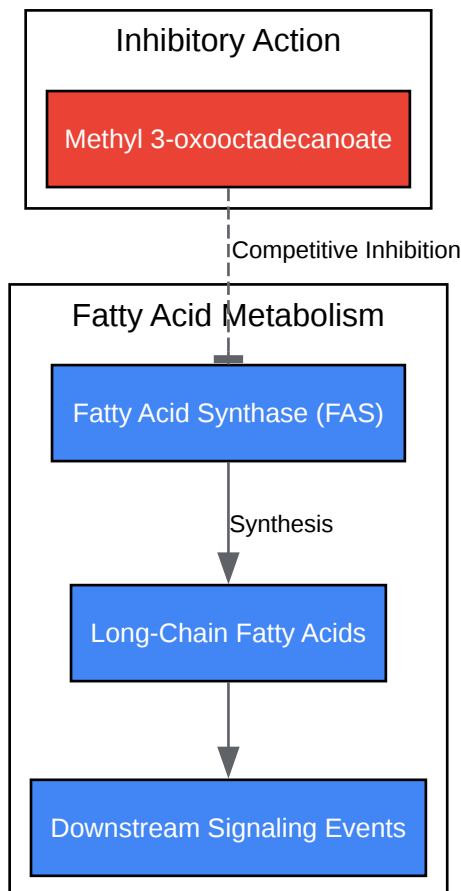 Inhibitory Action
Methyl 3-oxooctadecanoate
Competitive Inhibition
Fatty Acid Metabolism
Fatty Acid Synthase (FAS)
Synthesis
Long-Chain Fatty Acids
Downstream Signaling Events